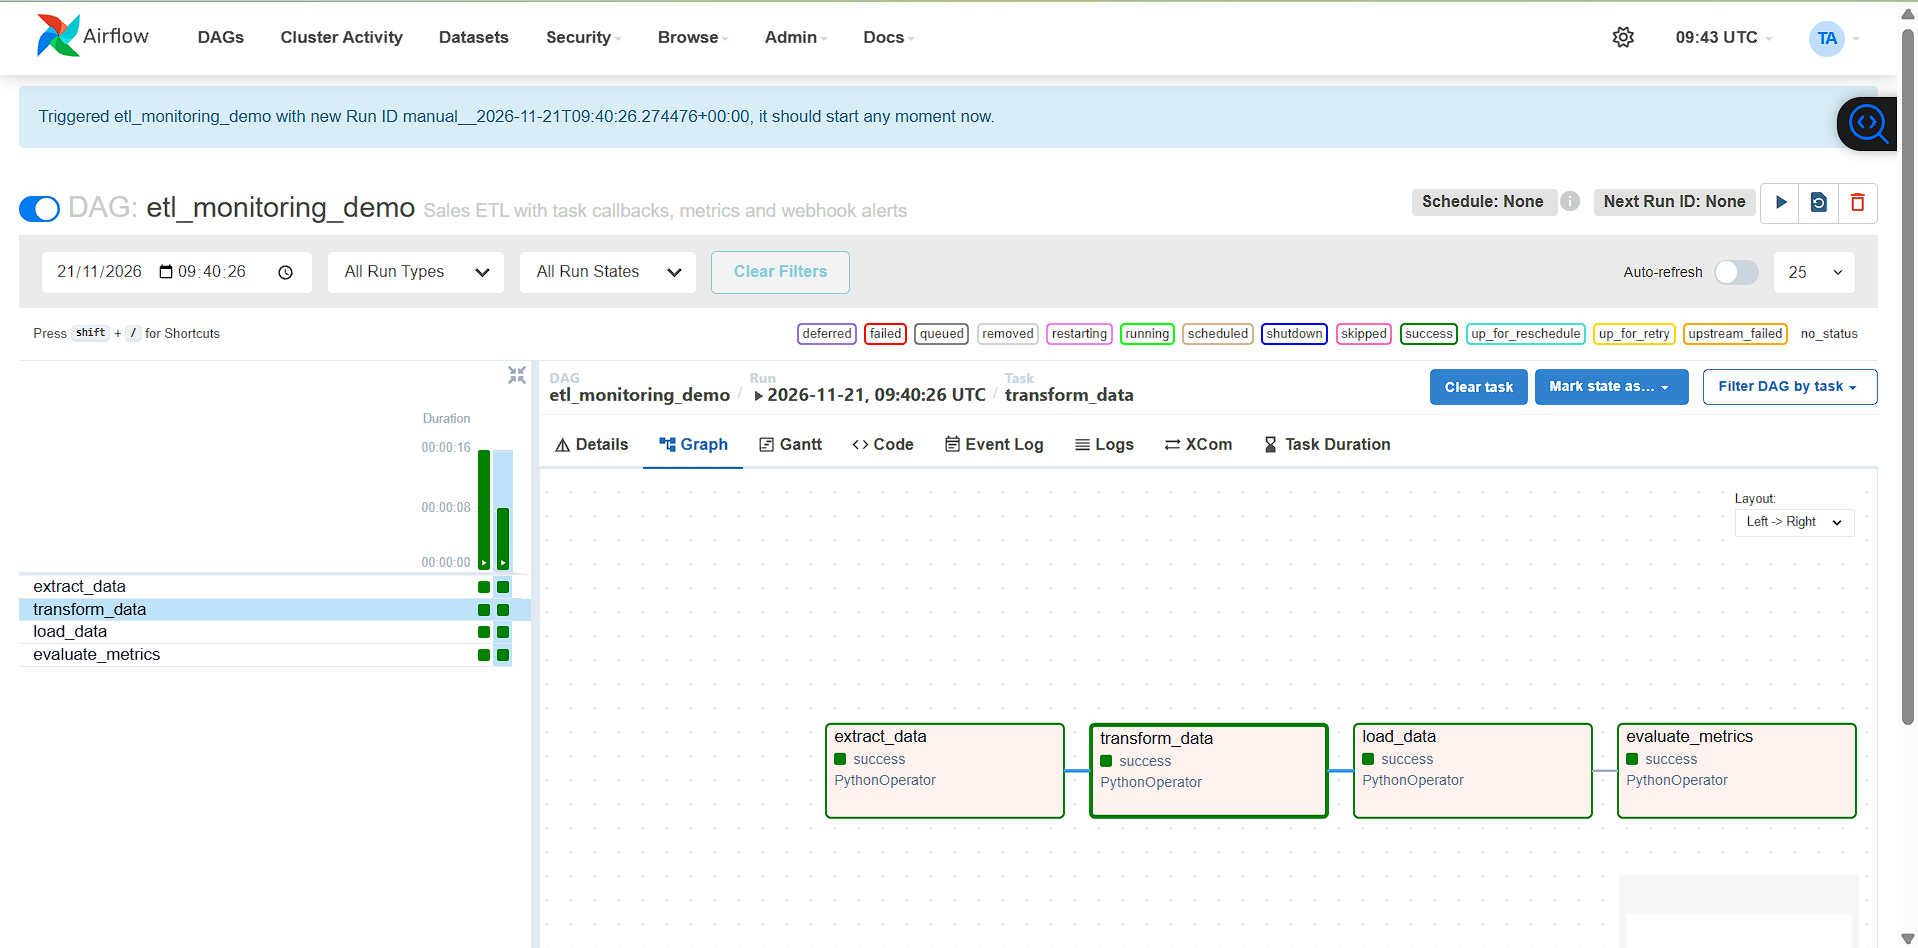 Airflow DAGs Cluster Activity Datasets Security Browse Admin Docs 09:43 UTC TA
Triggered etl_monitoring_demo with new Run ID manual__2026-11-21T09:40:26.274476+00:00, it should start any moment now.
DAG: etl_monitoring_demo Sales ETL with task callbacks, metrics and webhook alerts Schedule: None i Next Run ID: None
21/11/2026 09:40:26 All Run Types All Run States Clear Filters Auto-refresh 25
Press shift + / for Shortcuts deferred failed queued removed restarting running scheduled shutdown skipped success up_for_reschedule up_for_retry upstream_failed no_status
DAG Run Task
etl_monitoring_demo / 2026-11-21, 09:40:26 UTC / transform_data Clear task Mark state as... Filter DAG by task
Details Graph Gantt Code Event Log Logs XCom Task Duration
Duration
00:00:16
00:00:08
00:00:00
extract_data
transform_data
load_data
evaluate_metrics
Layout:
Left -> Right
extract_data
success
PythonOperator
transform_data
success
PythonOperator
load_data
success
PythonOperator
evaluate_metrics
success
PythonOperator